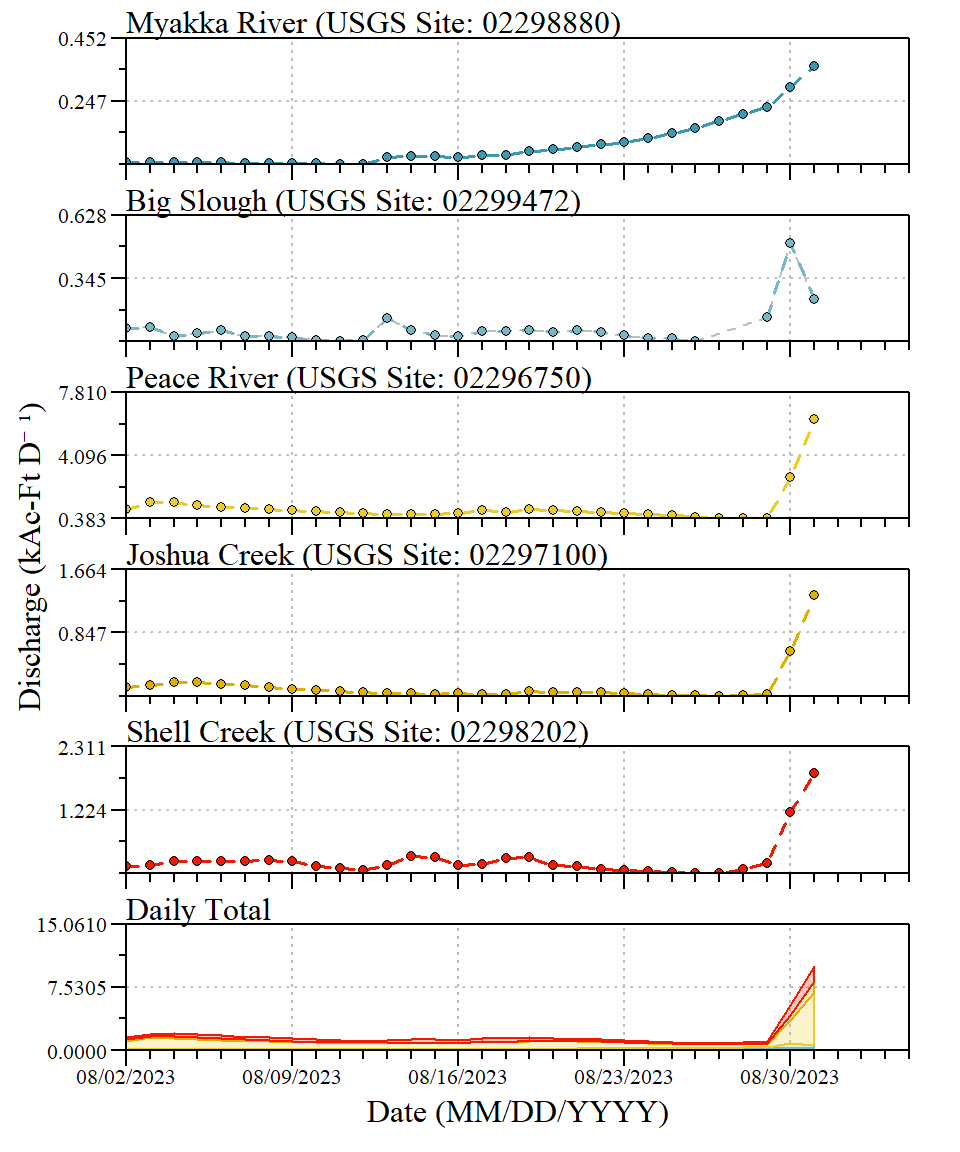 Myakka River (USGS Site: 02298880)
0.452
0.247
Big Slough (USGS Site: 02299472)
0.628
0.345
Peace River (USGS Site: 02296750)
7.810
4.096
0.383
Joshua Creek (USGS Site: 02297100)
1.664
0.847
Shell Creek (USGS Site: 02298202)
2.311
1.224
Daily Total
15.0610
7.5305
0.0000
08/02/2023 08/09/2023 08/16/2023 08/23/2023 08/30/2023
Date (MM/DD/YYYY)
Discharge (kAc-Ft D⁻¹)